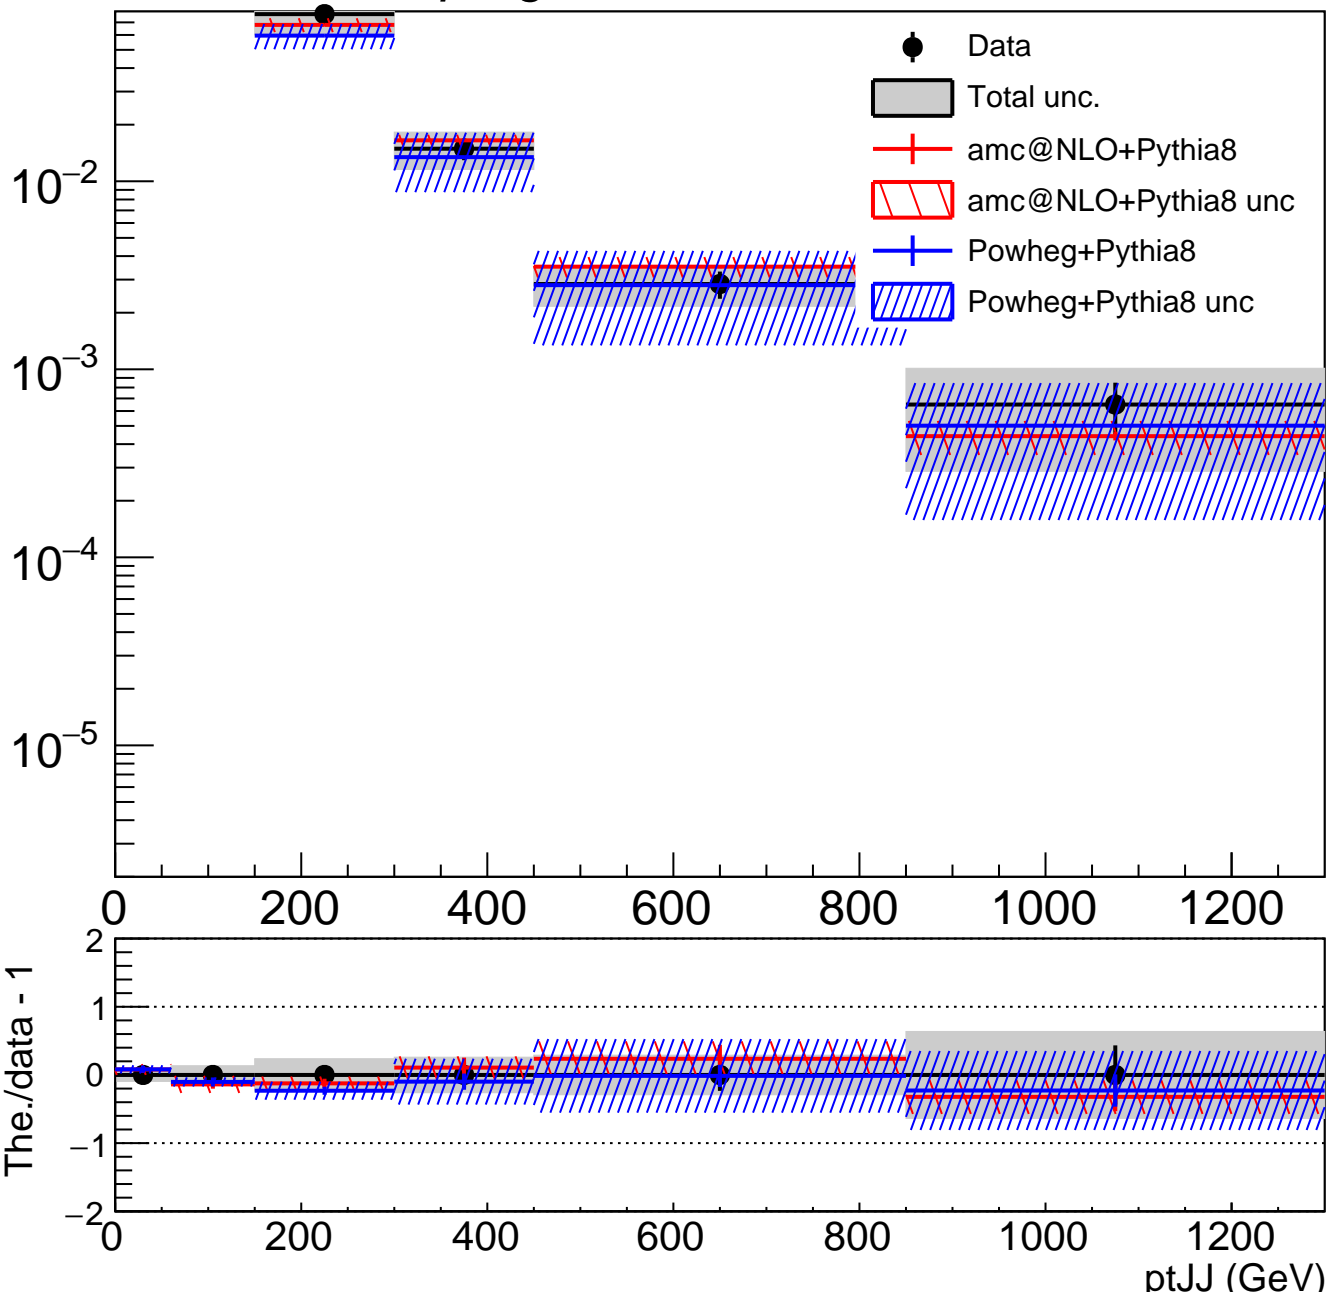 Data
Total unc.
amc@NLO+Pythia8
amc@NLO+Pythia8 unc
Powheg+Pythia8
Powheg+Pythia8 unc
10⁻²
10⁻³
10⁻⁴
10⁻⁵
0 200 400 600 800 1000 1200
The./data - 1
2
1
0
−1
−2
0 200 400 600 800 1000 1200
ptJJ (GeV)